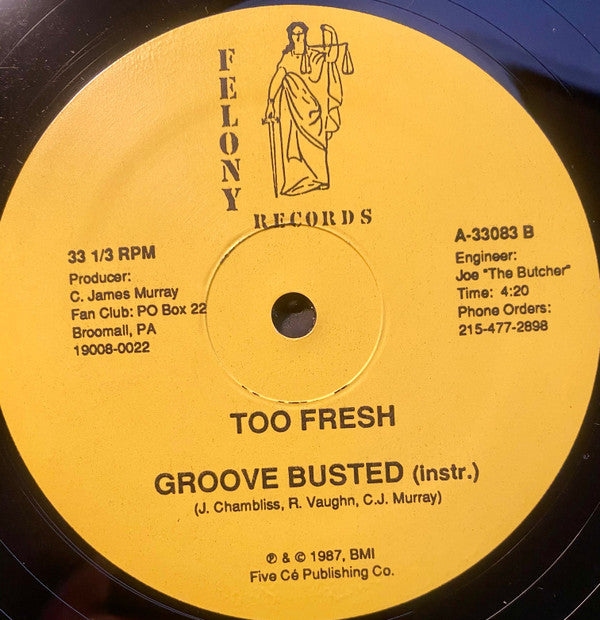 FELONY
RECORDS
33 1/3 RPM
Producer:
C. James Murray
Fan Club: PO Box 22
Broomall, PA
19008-0022
A-33083 B
Engineer:
Joe "The Butcher"
Time: 4:20
Phone Orders:
215-477-2898
TOO FRESH
GROOVE BUSTED (instr.)
(J. Chambliss, R. Vaughn, C.J. Murray)
℗ & © 1987, BMI
Five Cé Publishing Co.